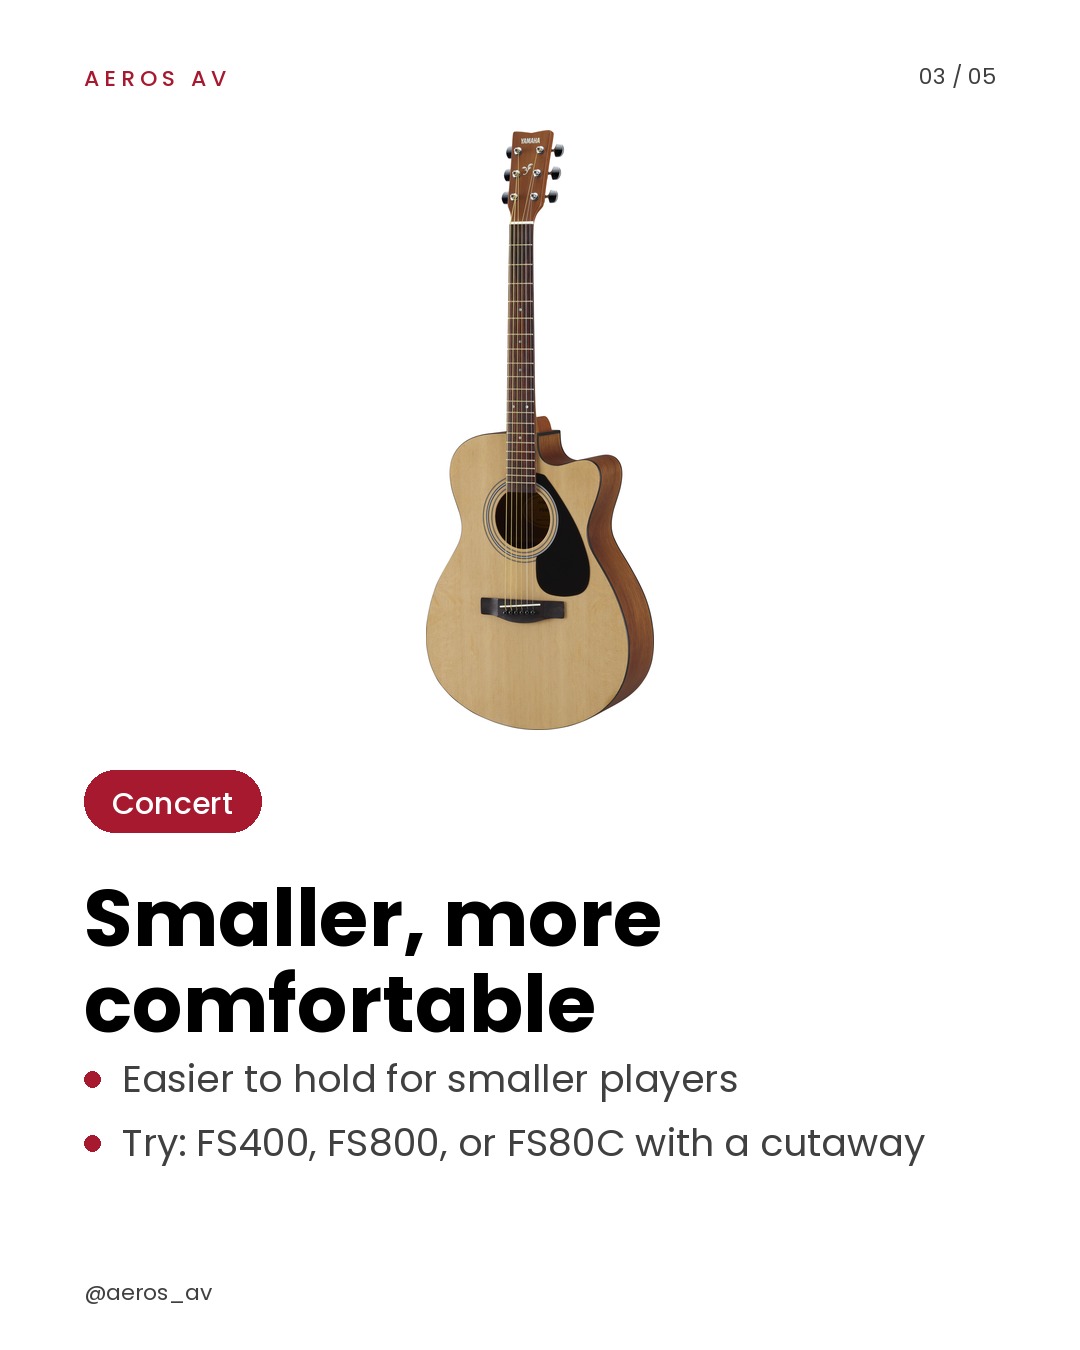 AEROS AV
03 / 05
YAMAHA
Concert
Smaller, more
comfortable
Easier to hold for smaller players
Try: FS400, FS800, or FS80C with a cutaway
@aeros_av